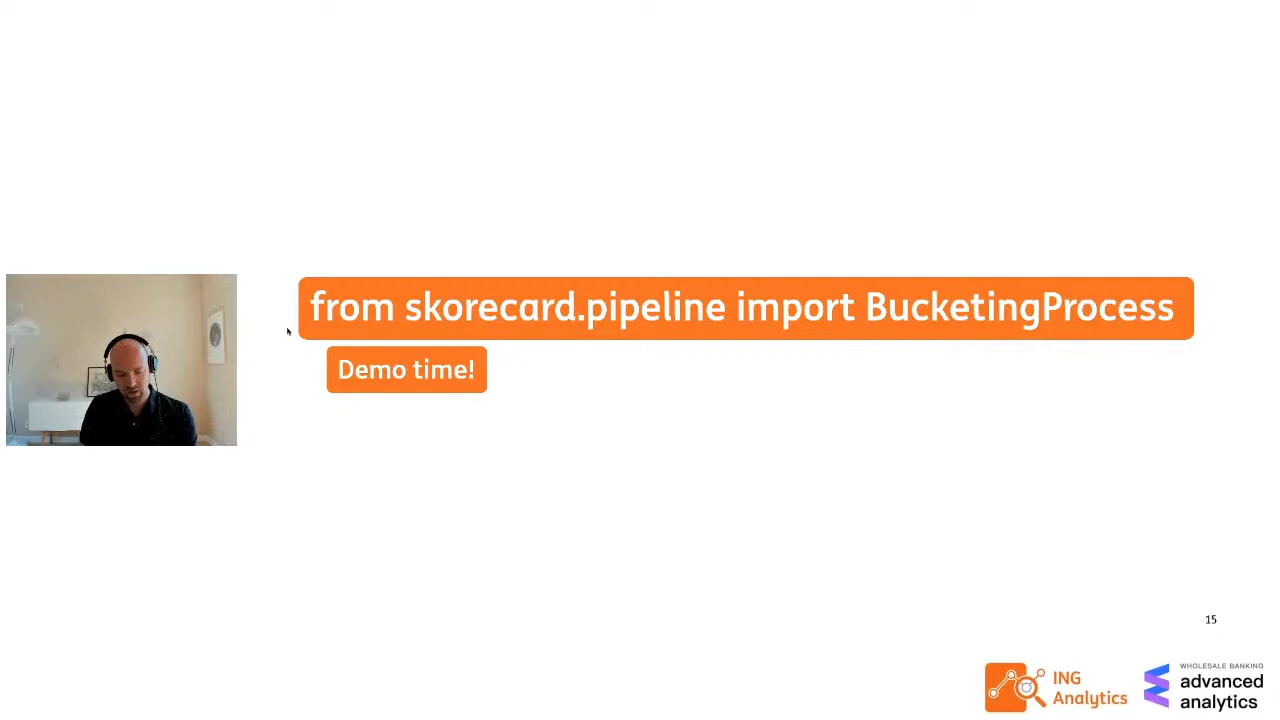 from skorecard.pipeline import BucketingProcess
Demo time!
15
ING
Analytics
WHOLESALE BANKING
advanced
analytics